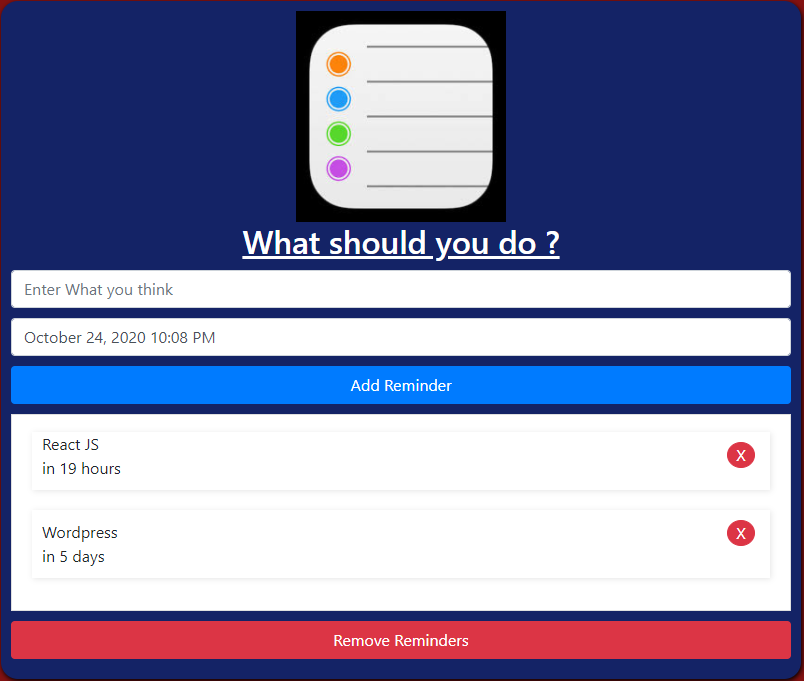 What should you do ?
Enter What you think
October 24, 2020 10:08 PM
Add Reminder
React JS
in 19 hours
X
Wordpress
in 5 days
X
Remove Reminders